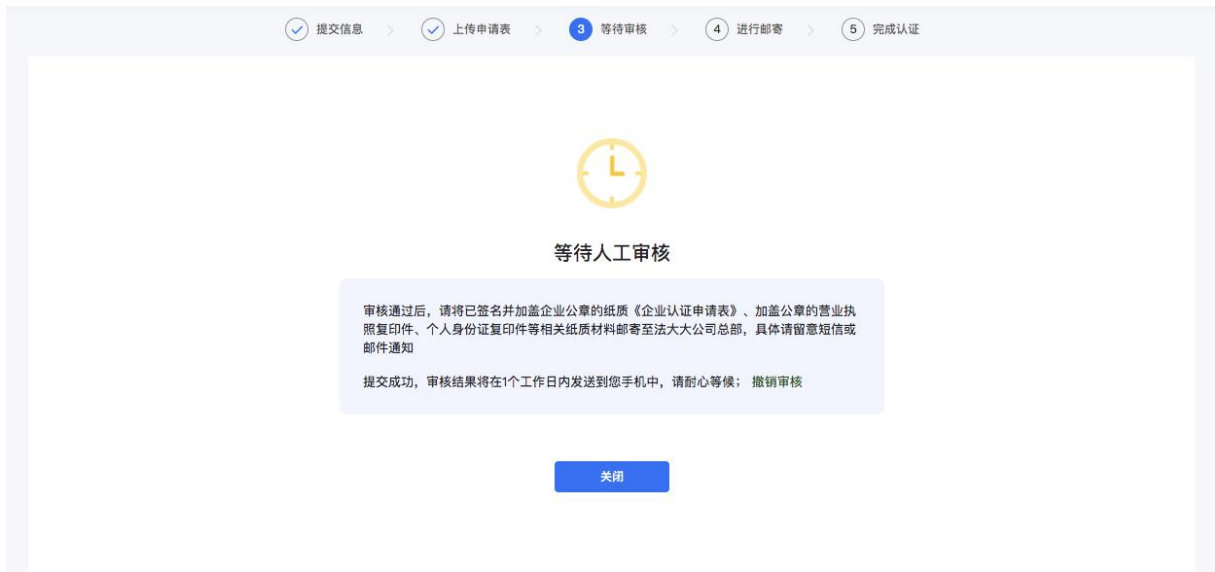 提交信息
上传申请表
3 等待审核
4 进行邮寄
5 完成认证
等待人工审核
审核通过后，请将已签名并加盖企业公章的纸质《企业认证申请表》、加盖公章的营业执
照复印件、个人身份证复印件等相关纸质材料邮寄至法大大公司总部，具体请留意短信或
邮件通知
提交成功，审核结果将在1个工作日内发送到您手机中，请耐心等候； 撤销审核
关闭